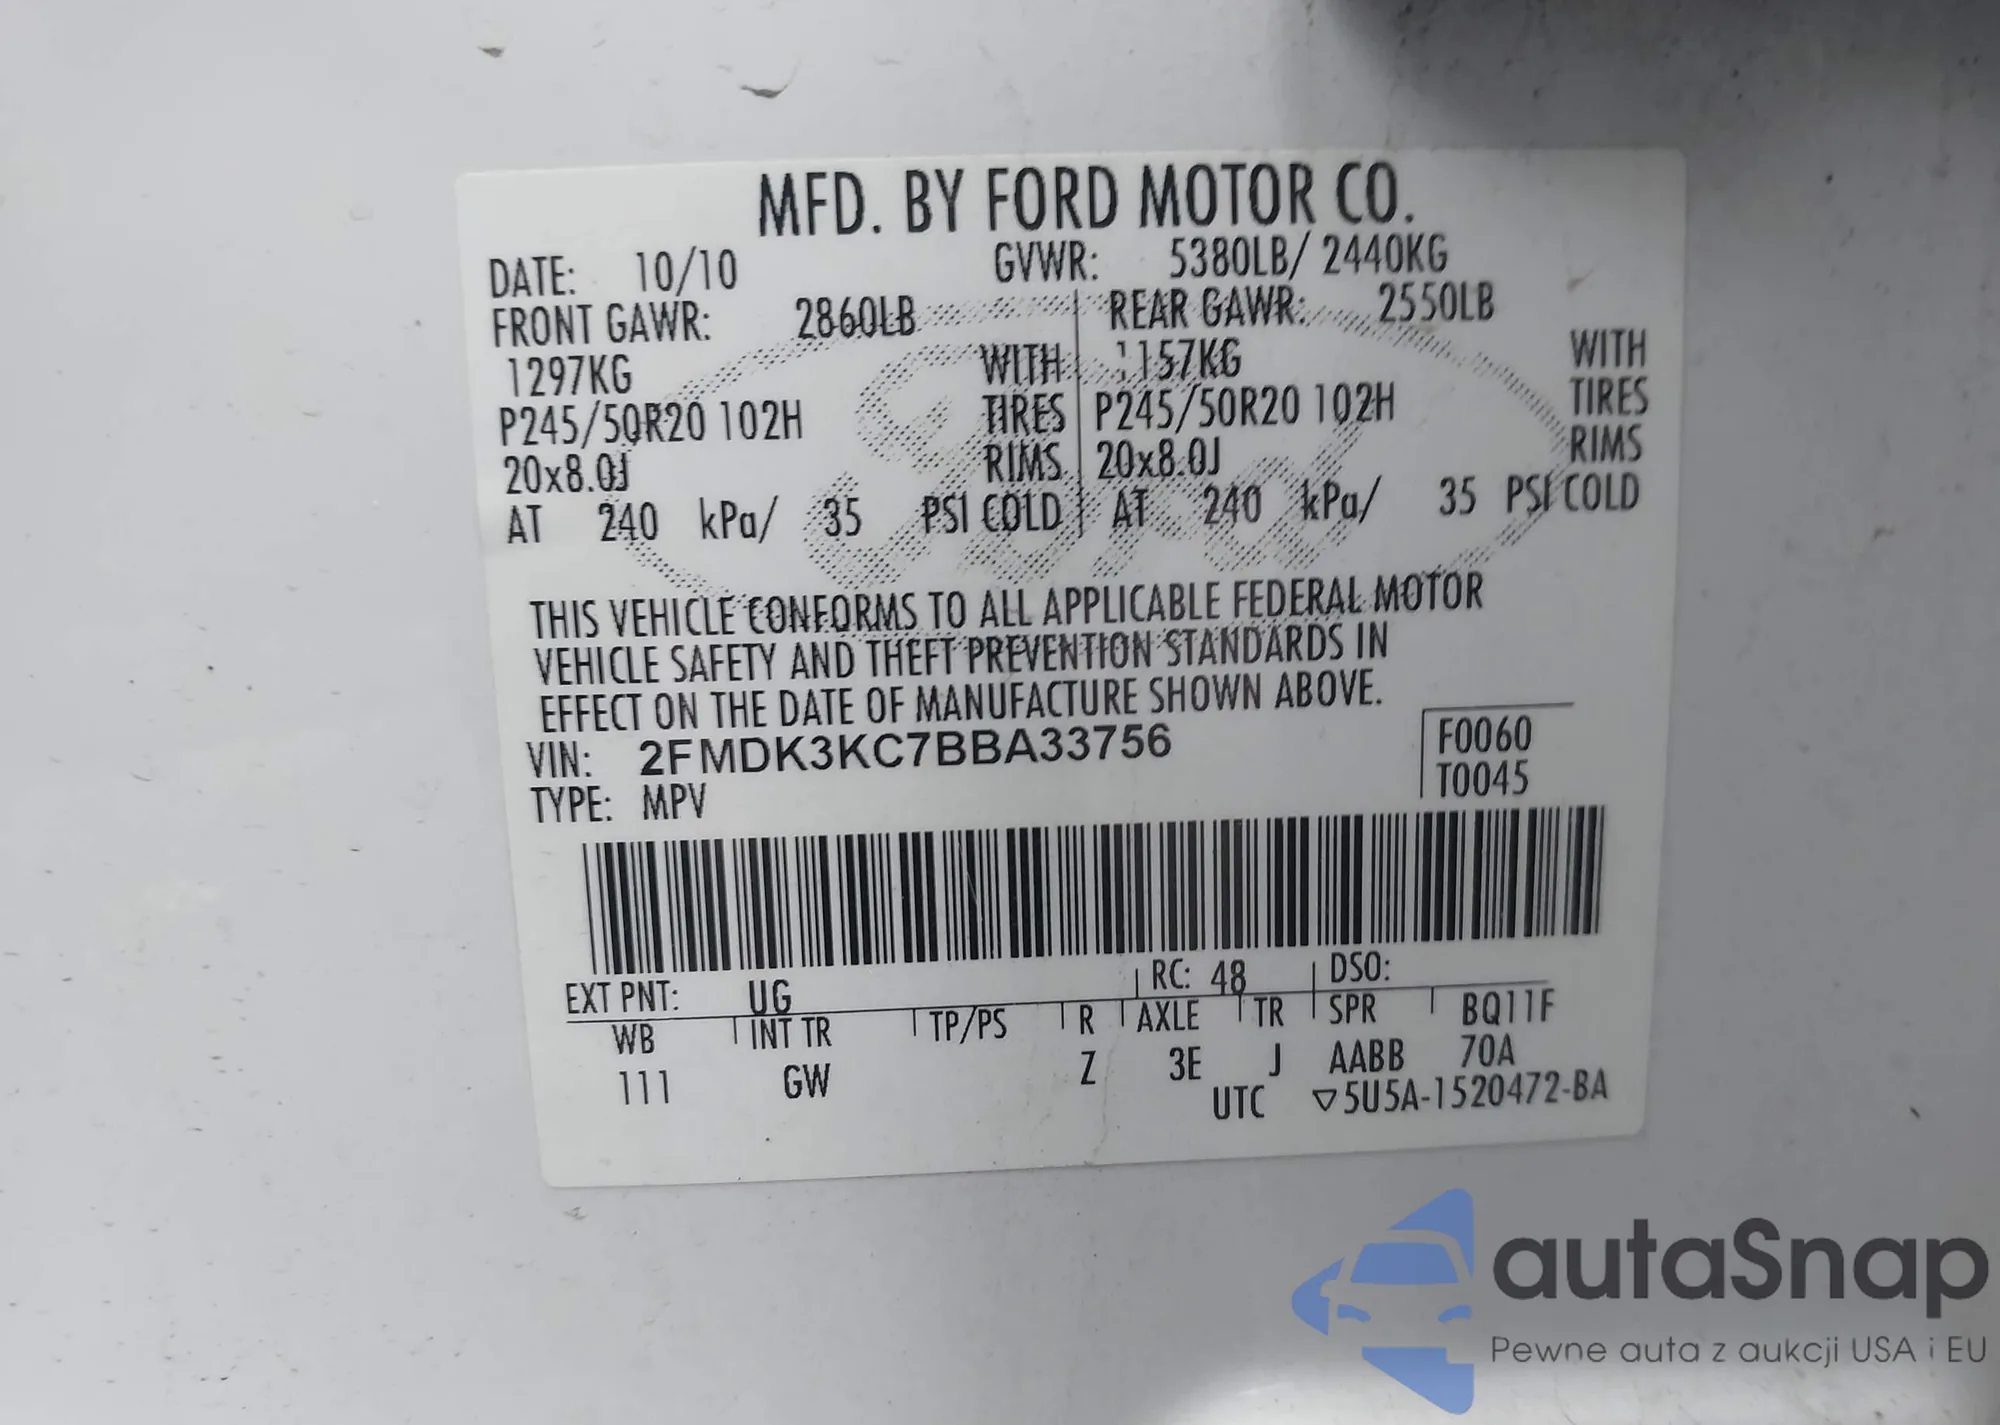 MFD. BY FORD MOTOR CO.
DATE: 10/10 GVWR: 5380LB/ 2440KG
FRONT GAWR: 2860LB REAR GAWR: 2550LB
1297KG WITH 1157KG WITH
P245/50R20 102H TIRES P245/50R20 102H TIRES
20x8.0J RIMS 20x8.0J RIMS
AT 240 kPa/ 35 PSI COLD AT 240 kPa/ 35 PSI COLD
THIS VEHICLE CONFORMS TO ALL APPLICABLE FEDERAL MOTOR
VEHICLE SAFETY AND THEFT PREVENTION STANDARDS IN
EFFECT ON THE DATE OF MANUFACTURE SHOWN ABOVE.
VIN: 2FMDK3KC7BBA33756 F0060
TYPE: MPV T0045
EXT PNT: UG RC: 48 DSO:
WB INT TR TP/PS R AXLE TR SPR BQ11F
111 GW Z 3E J AABB 70A
UTC ▽5U5A-1520472-BA
autaSnap
Pewne auta z aukcji USA i EU